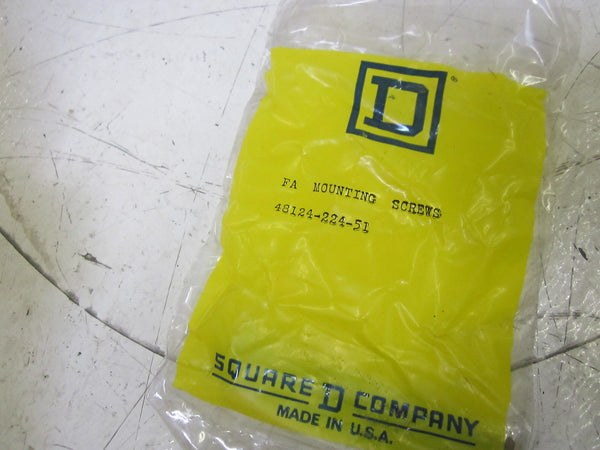 D
®
FA MOUNTING SCREWS
48124-224-51
SQUARE D COMPANY
MADE IN U.S.A.